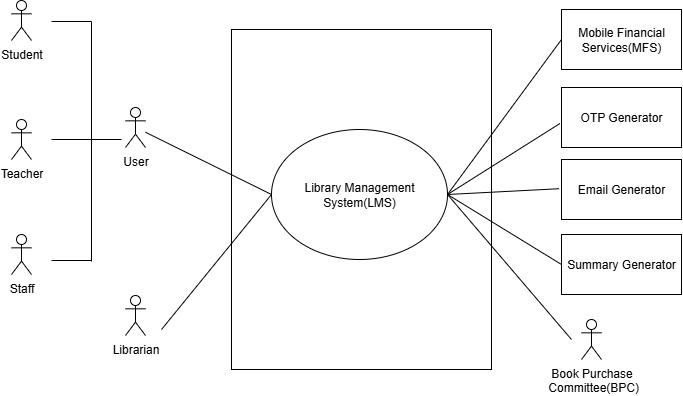 Student
Teacher
Staff
User
Librarian
Library Management
System(LMS)
Mobile Financial
Services(MFS)
OTP Generator
Email Generator
Summary Generator
Book Purchase
Committee(BPC)